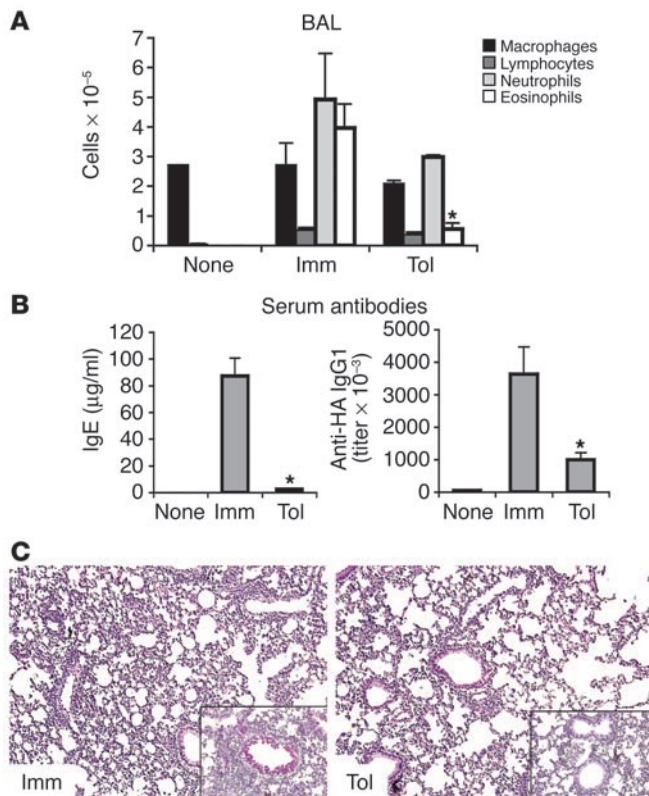 A
BAL
Macrophages
Lymphocytes
Neutrophils
Eosinophils
Cells × 10⁻⁵
7
6
5
4
3
2
1
0
*
None Imm Tol
B
Serum antibodies
IgE (μg/ml)
120
100
80
60
40
20
0
*
None Imm Tol
Anti-HA IgG1
(titer × 10⁻³)
5000
4000
3000
2000
1000
0
*
None Imm Tol
C
Imm
Tol